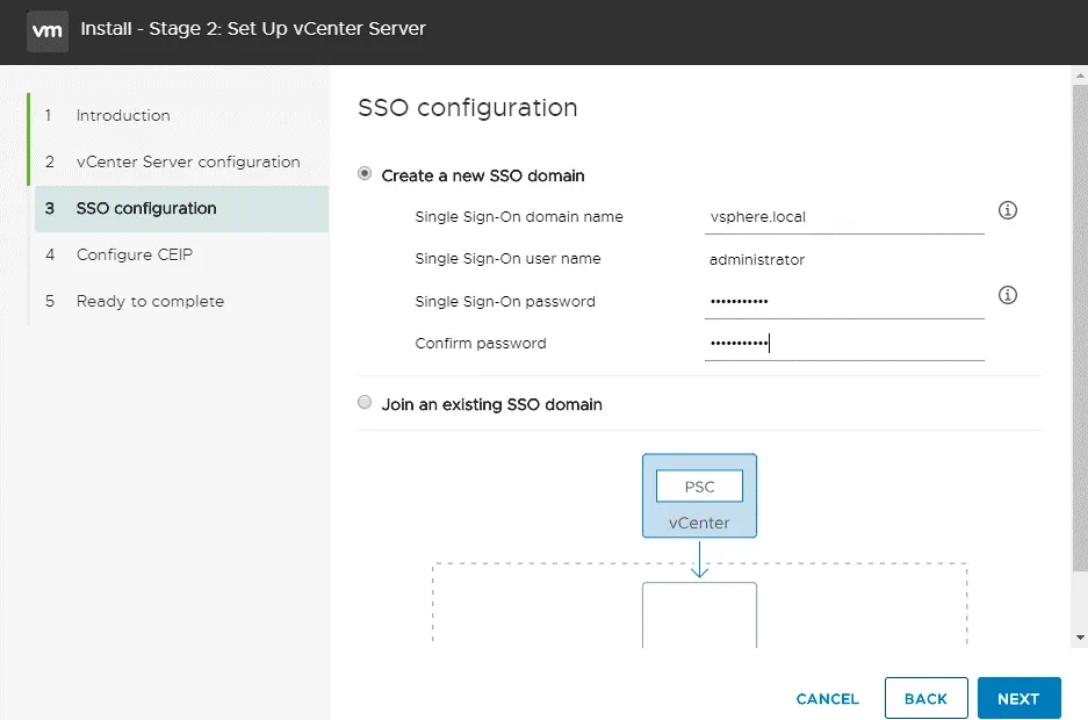 vm Install - Stage 2: Set Up vCenter Server
1 Introduction
2 vCenter Server configuration
3 SSO configuration
4 Configure CEIP
5 Ready to complete
SSO configuration
Create a new SSO domain
Single Sign-On domain name vsphere.local
Single Sign-On user name administrator
Single Sign-On password •••••••••••
Confirm password •••••••••••
Join an existing SSO domain
PSC
vCenter
CANCEL BACK NEXT